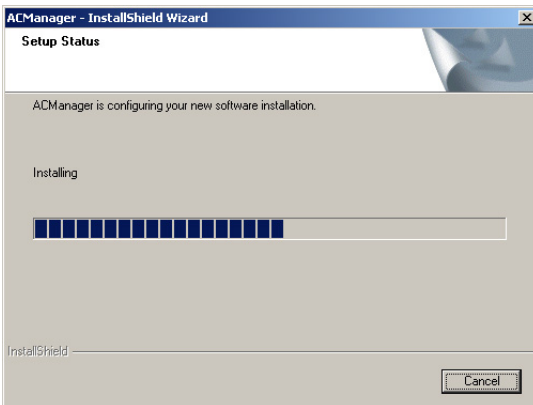 ACManager - InstallShield Wizard
Setup Status
ACManager is configuring your new software installation.
Installing
InstallShield
Cancel